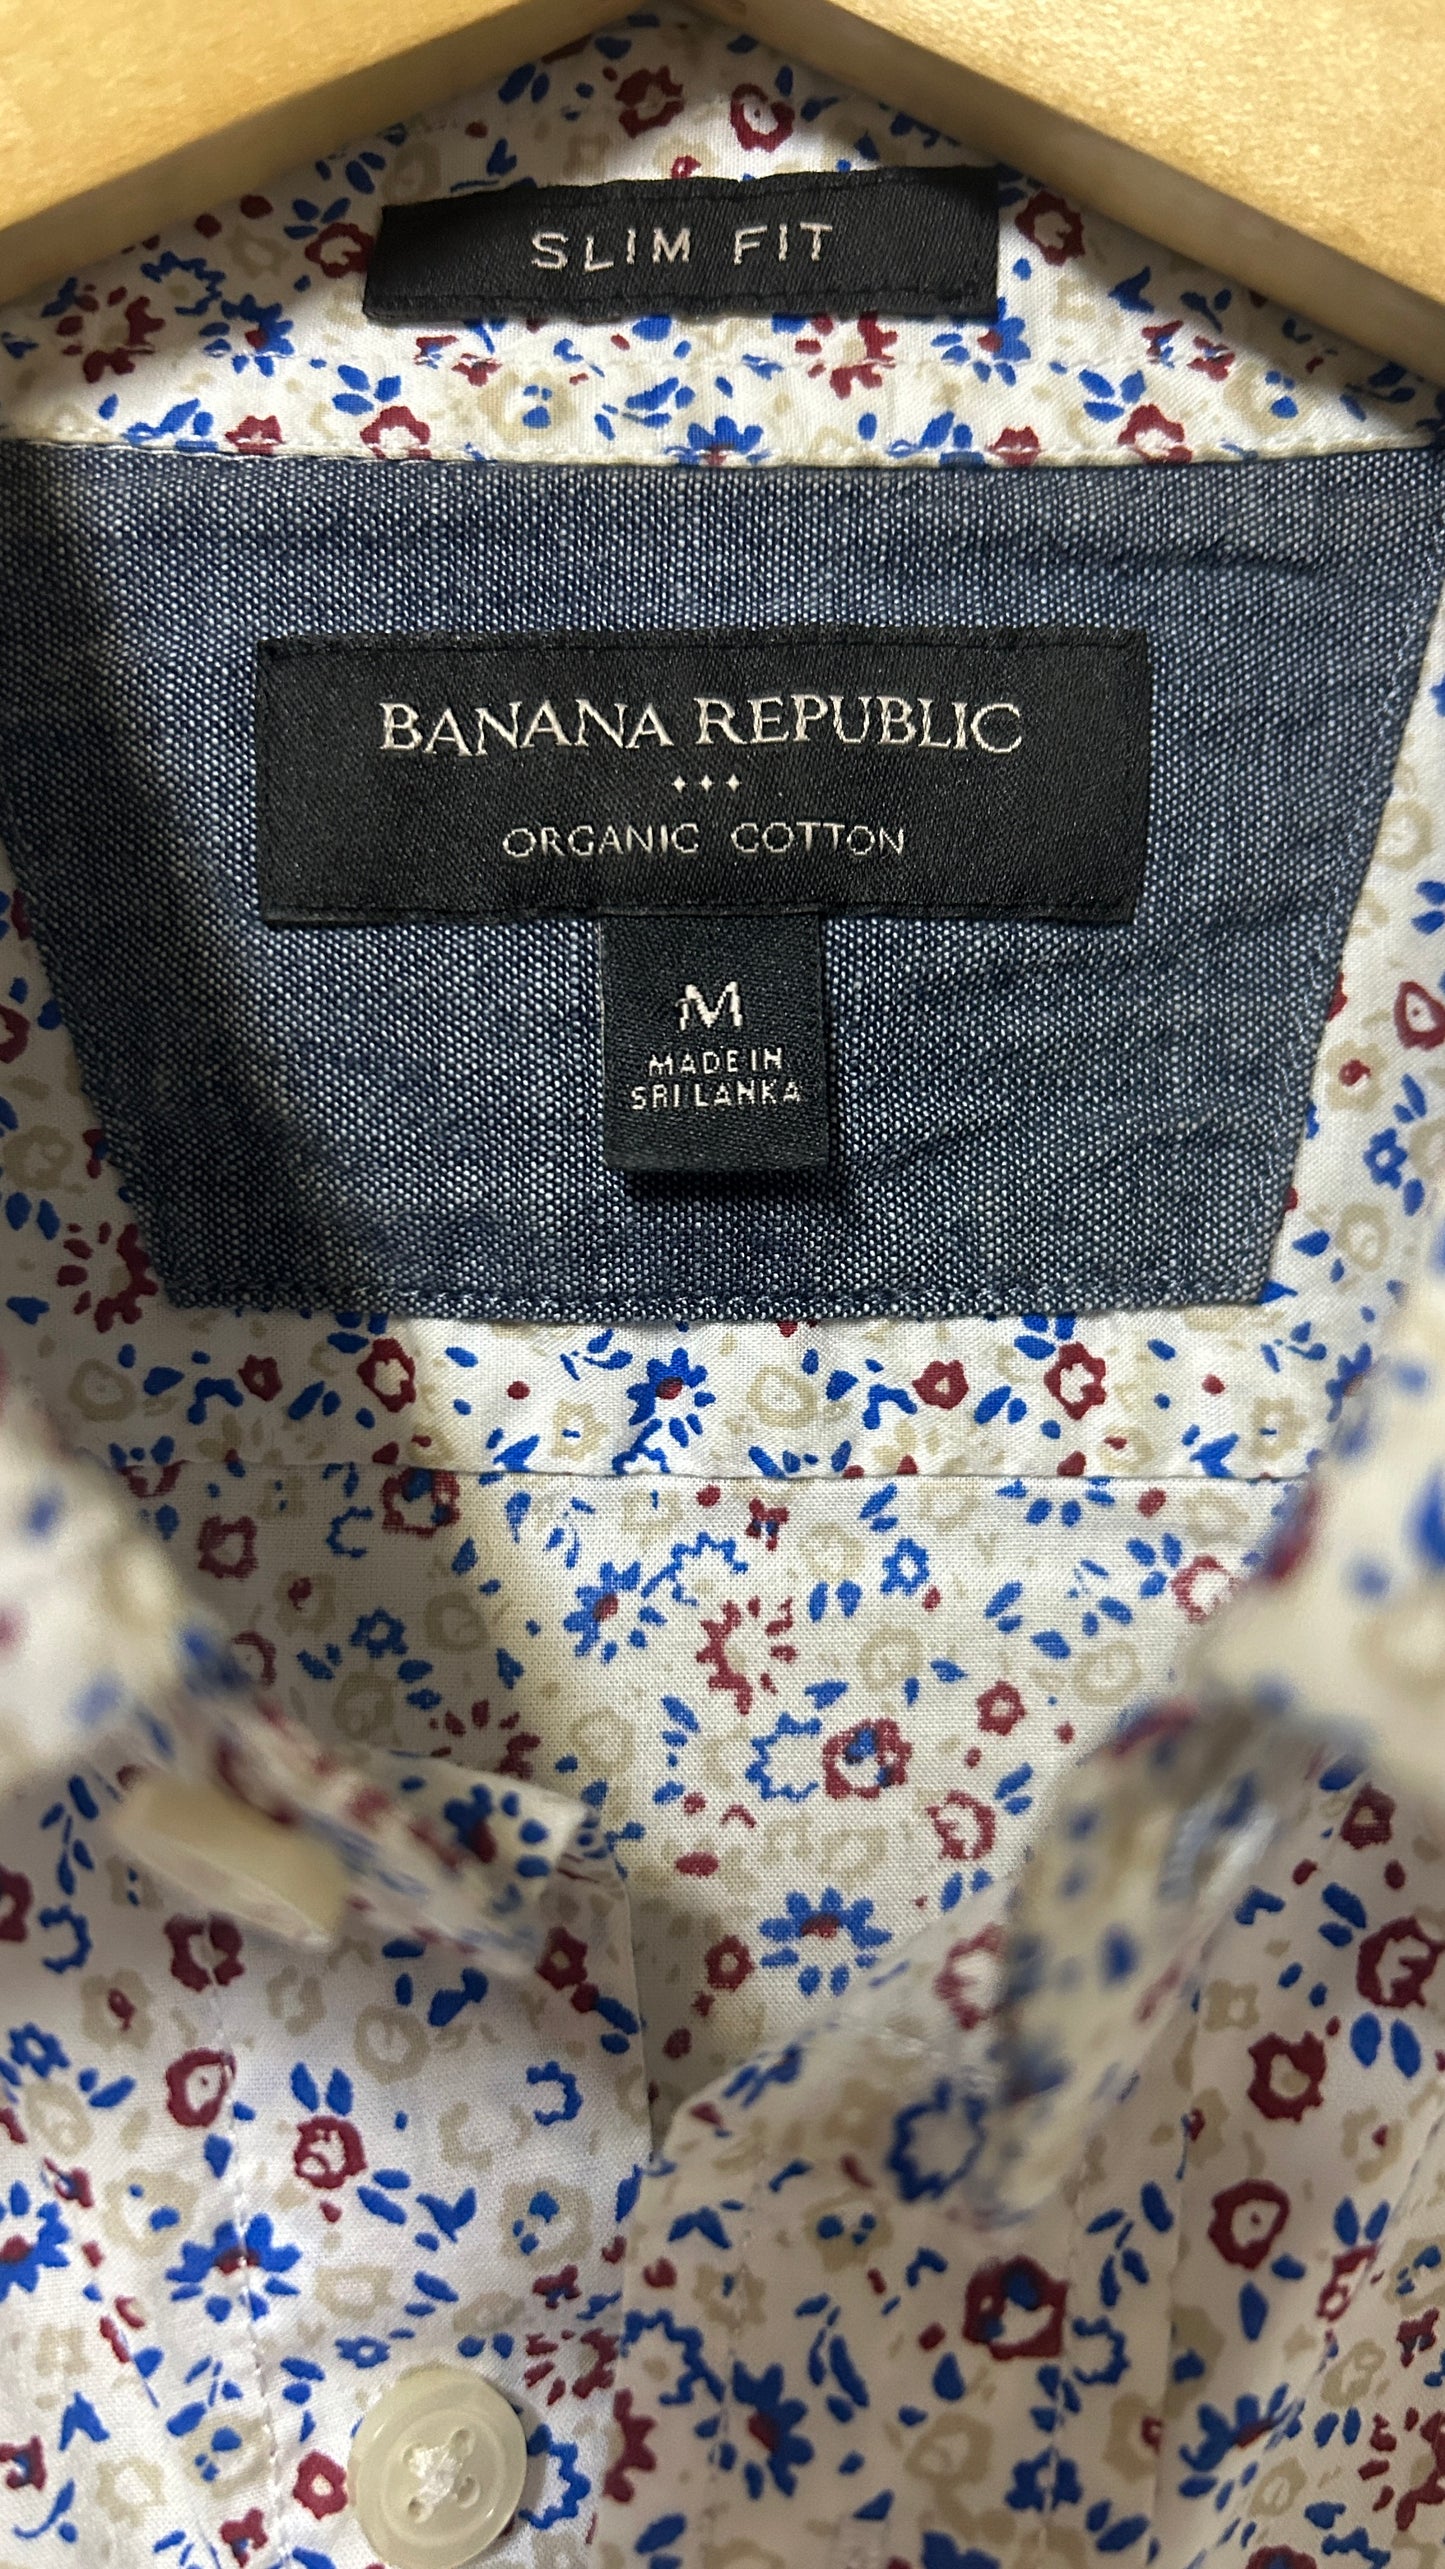 SLIM FIT
BANANA REPUBLIC
ORGANIC COTTON
M
MADE IN
SRI LANKA